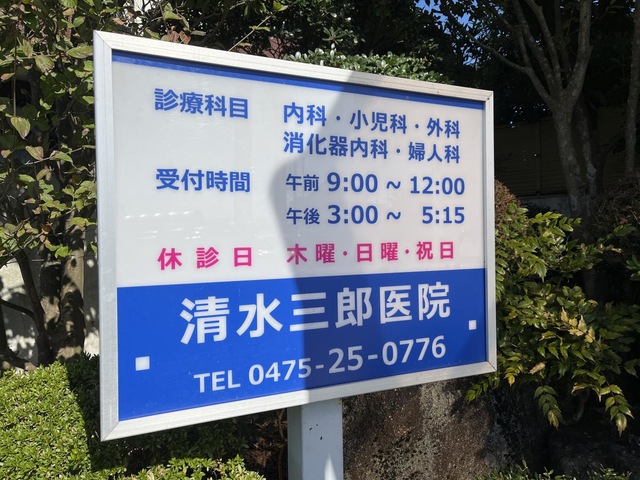 診療科目 内科・小児科・外科
消化器内科・婦人科
受付時間 午前 9:00 ~ 12:00
午後 3:00 ~ 5:15
休診日 木曜・日曜・祝日
清水三郎医院
TEL 0475-25-0776